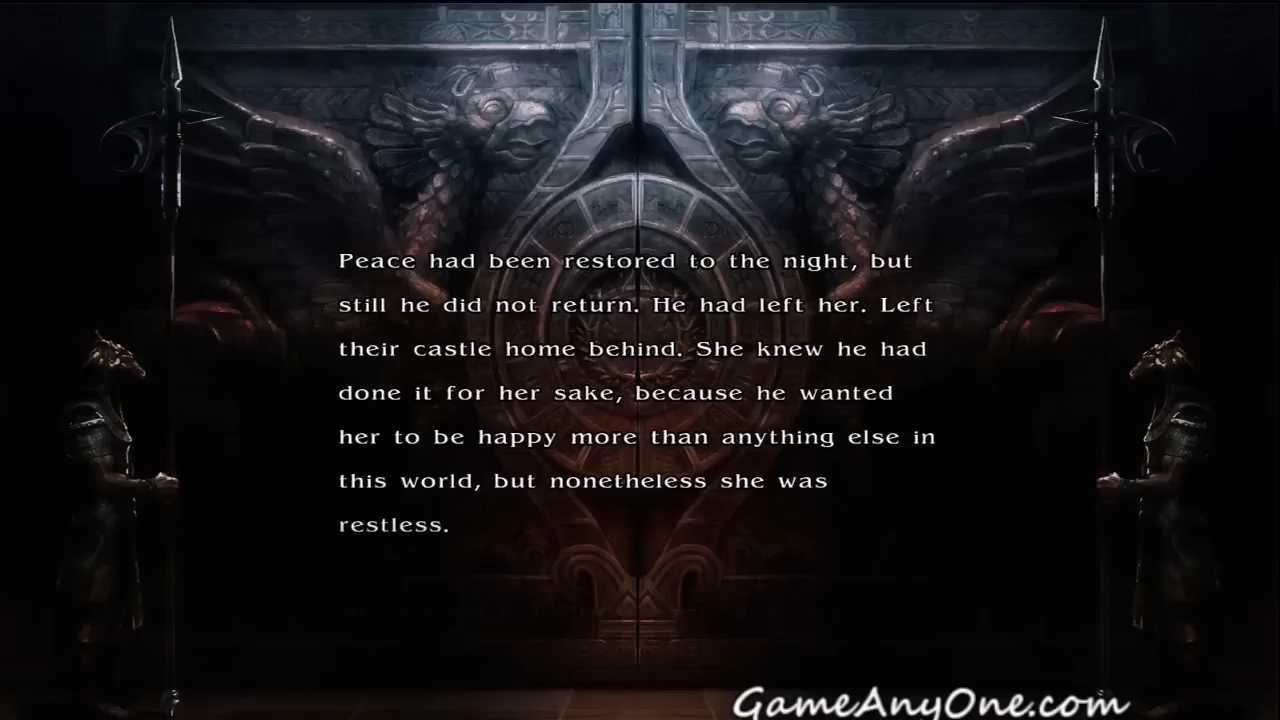 Peace had been restored to the night, but
still he did not return. He had left her. Left
their castle home behind. She knew he had
done it for her sake, because he wanted
her to be happy more than anything else in
this world, but nonetheless she was
restless.
GameAnyOne.com